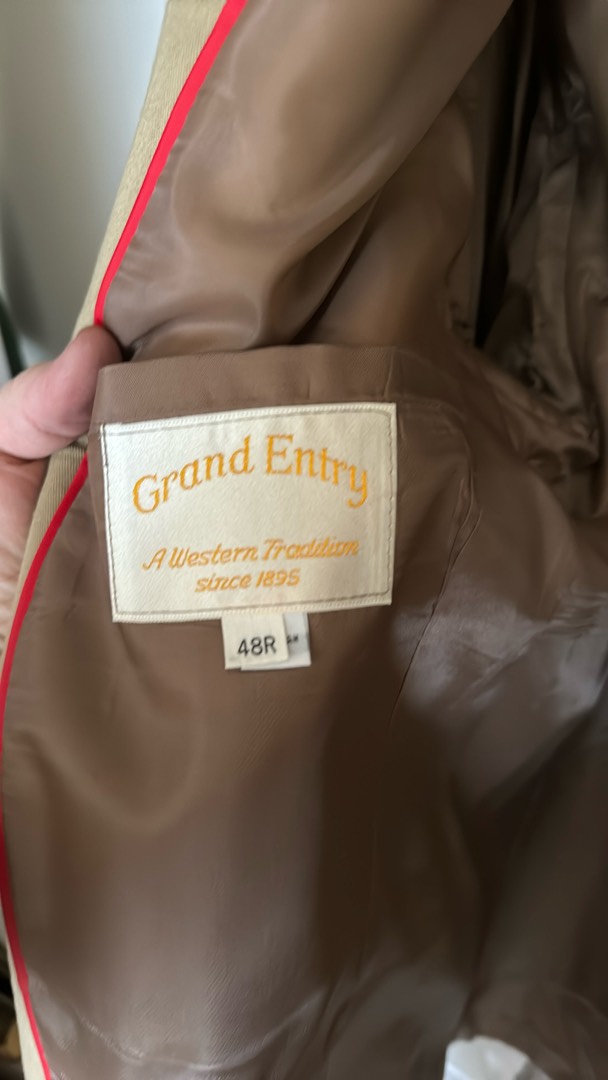 Grand Entry
A Western Tradition
since 1895
48R